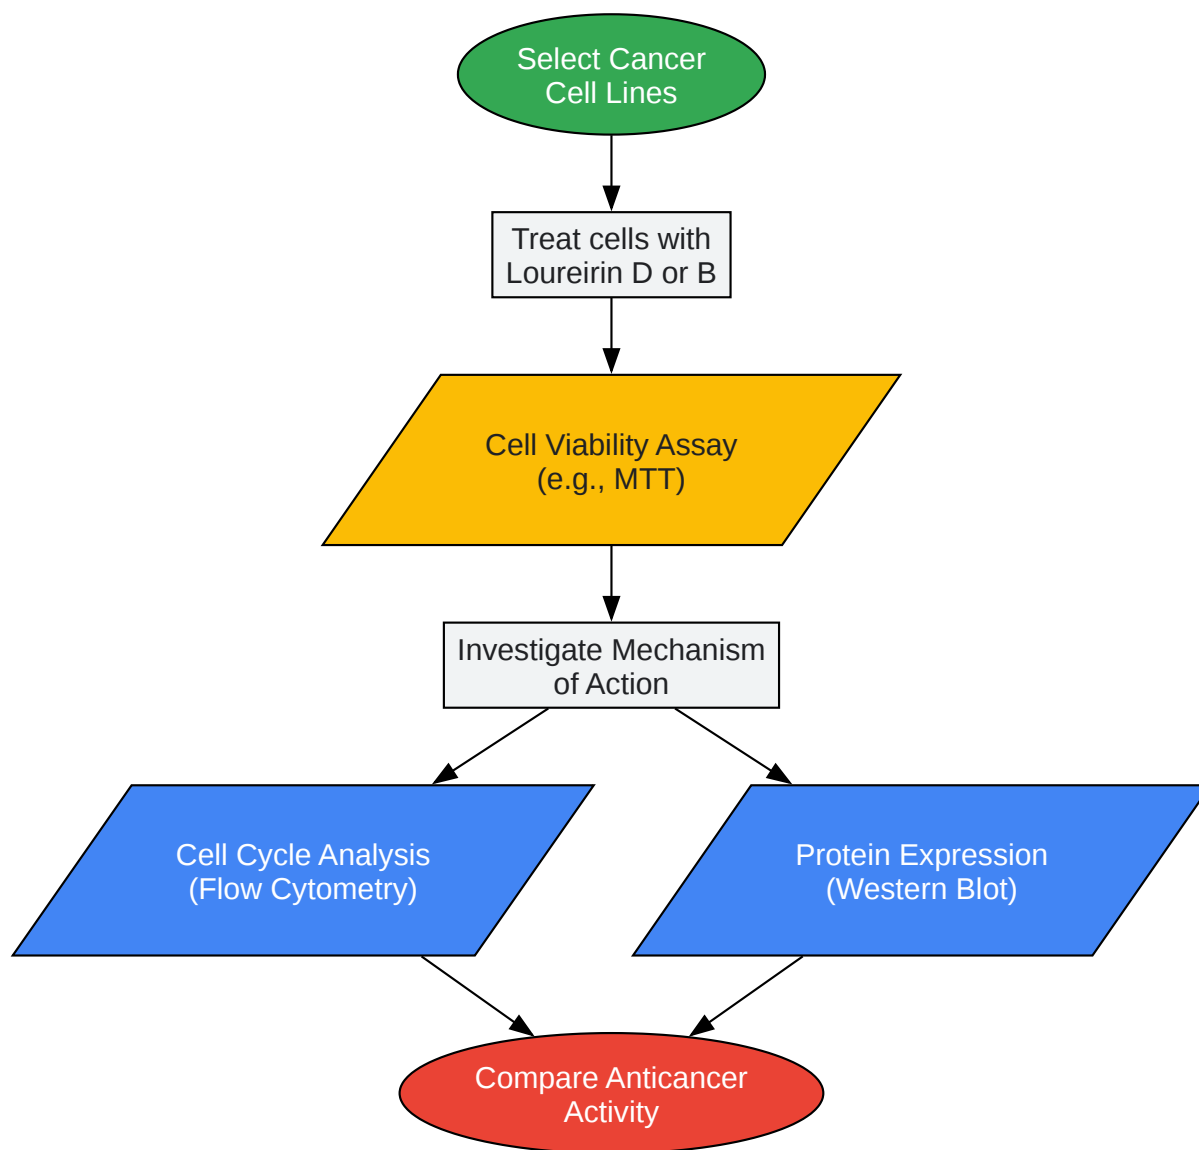 Select Cancer
Cell Lines
Treat cells with
Loureirin D or B
Cell Viability Assay
(e.g., MTT)
Investigate Mechanism
of Action
Cell Cycle Analysis
(Flow Cytometry)
Protein Expression
(Western Blot)
Compare Anticancer
Activity